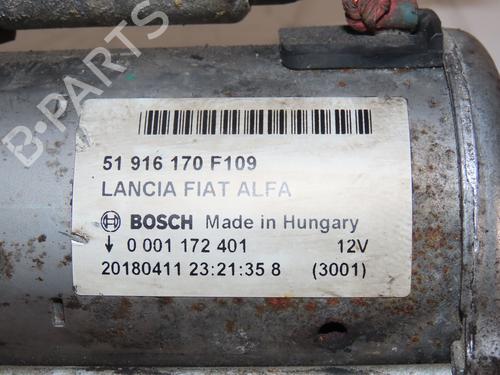 51 916 170 F109
LANCIA FIAT ALFA
BOSCH Made in Hungary
0 001 172 401 12V
20180411 23:21:35 8 (3001)
B-PARTS